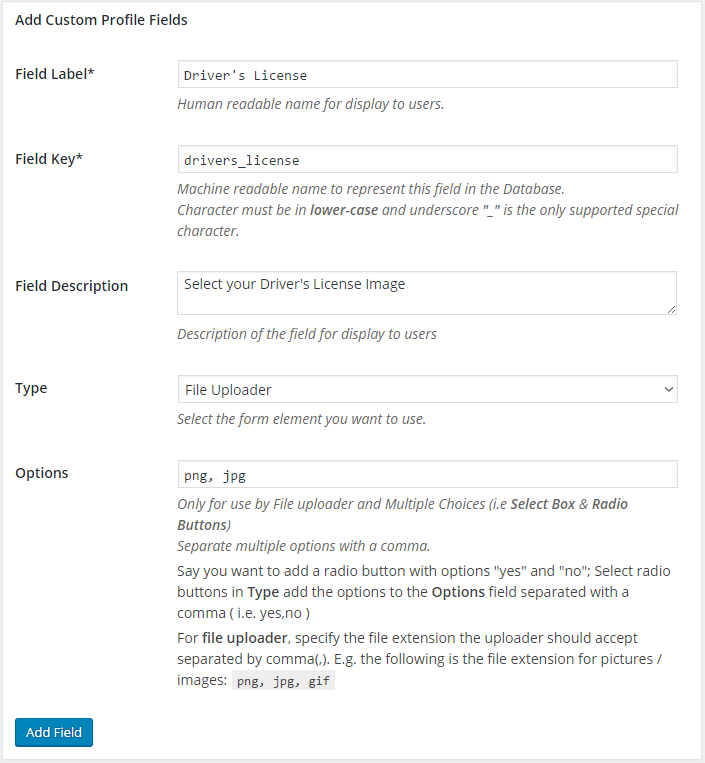 Add Custom Profile Fields
Field Label*
Driver's License
Human readable name for display to users.
Field Key*
drivers_license
Machine readable name to represent this field in the Database.
Character must be in lower-case and underscore "_" is the only supported special
character.
Field Description
Select your Driver's License Image
Description of the field for display to users
Type
File Uploader
Select the form element you want to use.
Options
png, jpg
Only for use by File uploader and Multiple Choices (i.e Select Box & Radio
Buttons)
Separate multiple options with a comma.
Say you want to add a radio button with options "yes" and "no"; Select radio
buttons in Type add the options to the Options field separated with a
comma ( i.e. yes,no )
For file uploader, specify the file extension the uploader should accept
separated by comma(,). E.g. the following is the file extension for pictures /
images: png, jpg, gif
Add Field